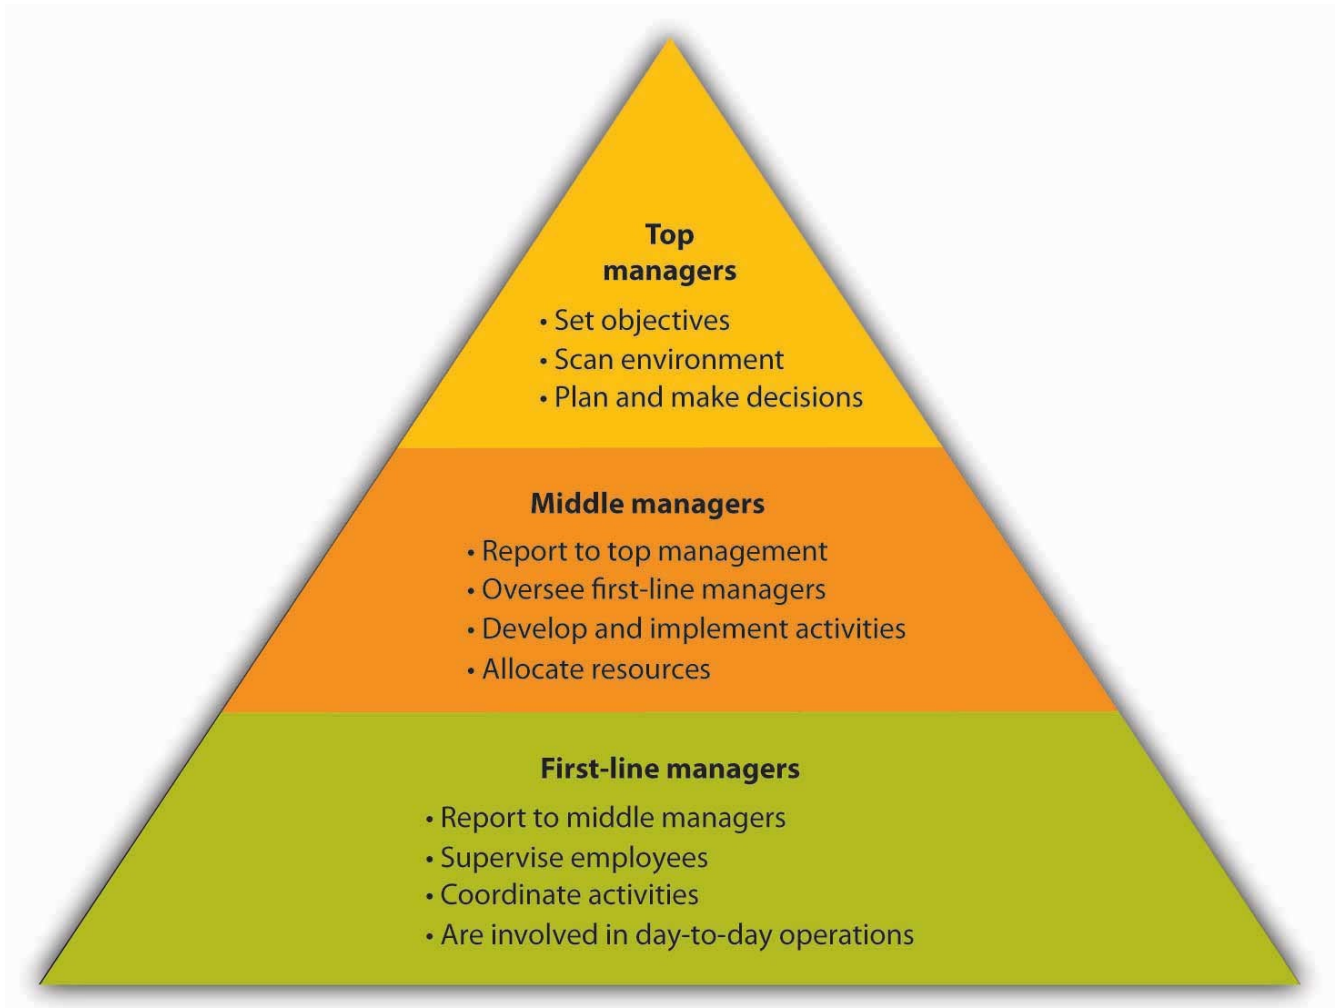 Top
managers
• Set objectives
• Scan environment
• Plan and make decisions
Middle managers
• Report to top management
• Oversee first-line managers
• Develop and implement activities
• Allocate resources
First-line managers
• Report to middle managers
• Supervise employees
• Coordinate activities
• Are involved in day-to-day operations